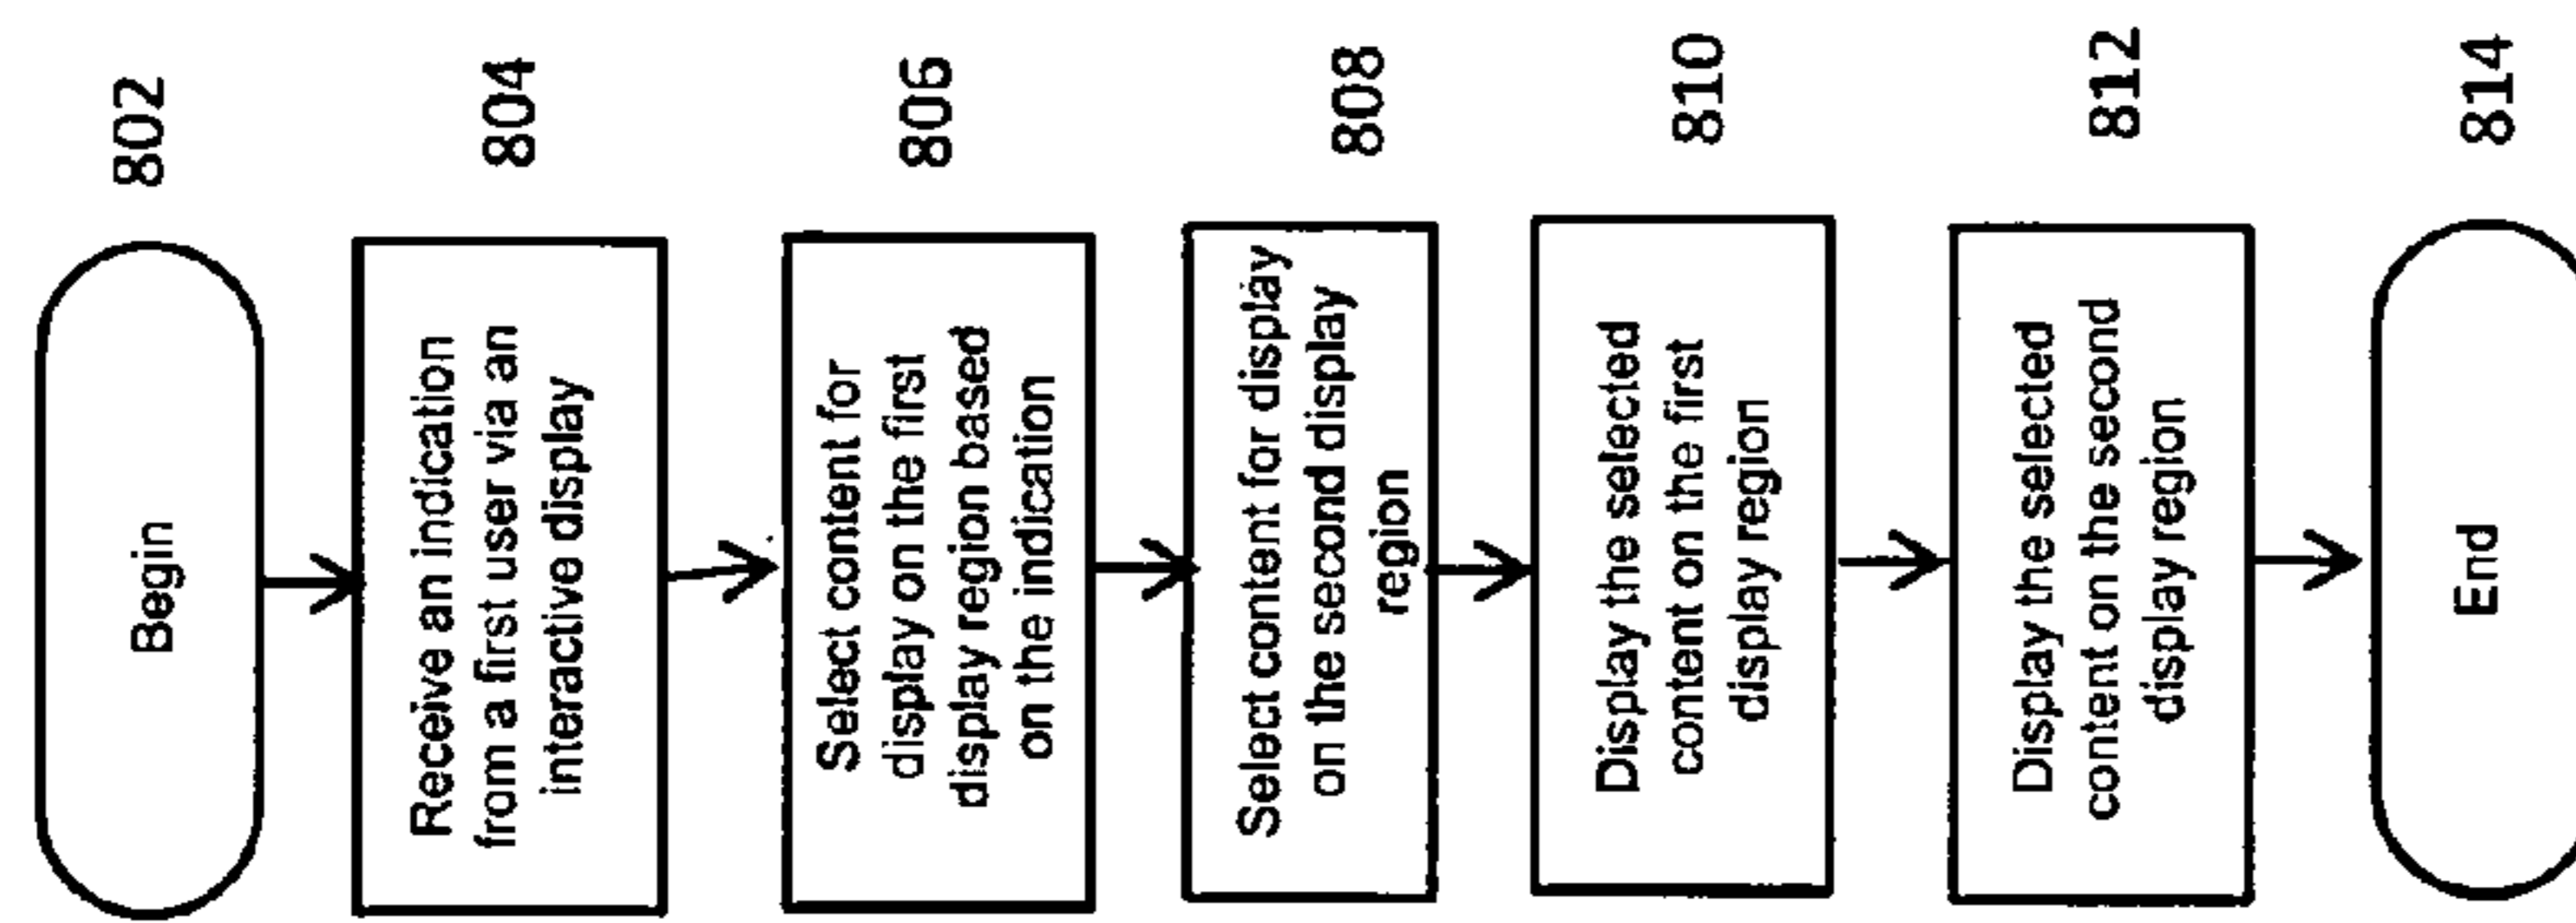 Begin
802
Receive an indication
from a first user via an
interactive display
804
Select content for
display on the first
display region based
on the indication
806
Select content for display
on the second display
region
808
Display the selected
content on the first
display region
810
Display the selected
content on the second
display region
812
End
814